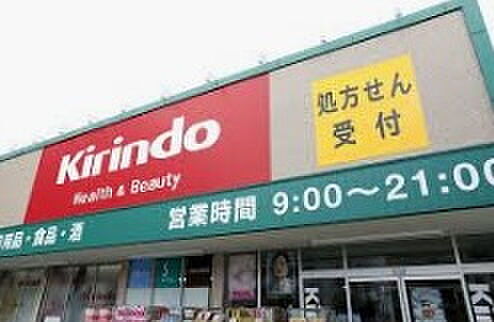 Kirindo
Health & Beauty
処方せん
受付
用品・食品・酒
営業時間 9:00～21:00